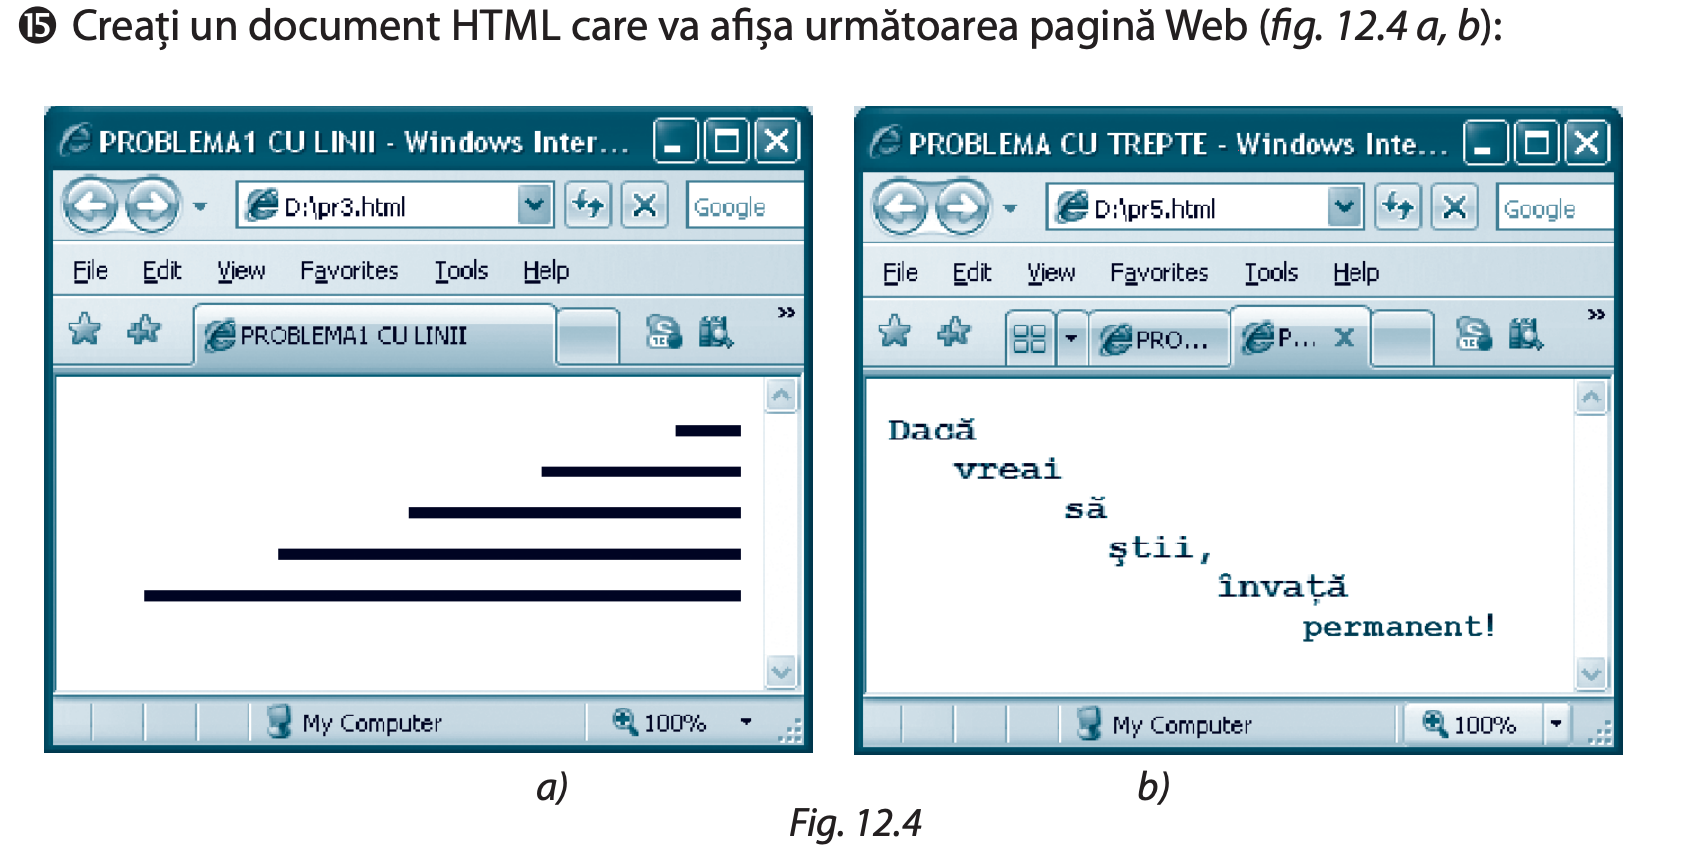 ⓯ Creați un document HTML care va afișa următoarea pagină Web (fig. 12.4 a, b):
PROBLEMA1 CU LINII - Windows Inter...
D:\pr3.html
Google
File Edit View Favorites Tools Help
PROBLEMA1 CU LINII
»
My Computer
100%
a)
PROBLEMA CU TREPTE - Windows Inte...
D:\pr5.html
Google
File Edit View Favorites Tools Help
PRO...
P...
»
Dacă
vreai
să
ştii,
învaţă
permanent!
My Computer
100%
b)
Fig. 12.4